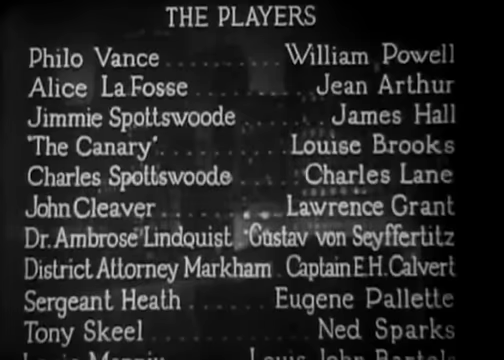 THE PLAYERS
Philo Vance .......... William Powell
Alice La Fosse .......... Jean Arthur
Jimmie Spottswoode .... James Hall
"The Canary" .......... Louise Brooks
Charles Spottswoode .... Charles Lane
John Cleaver .......... Lawrence Grant
Dr. Ambrose Lindquist . Gustav von Seyffertitz
District Attorney Markham . Captain E.H. Calvert
Sergeant Heath ...... Eugene Pallette
Tony Skeel .......... Ned Sparks
Louis John